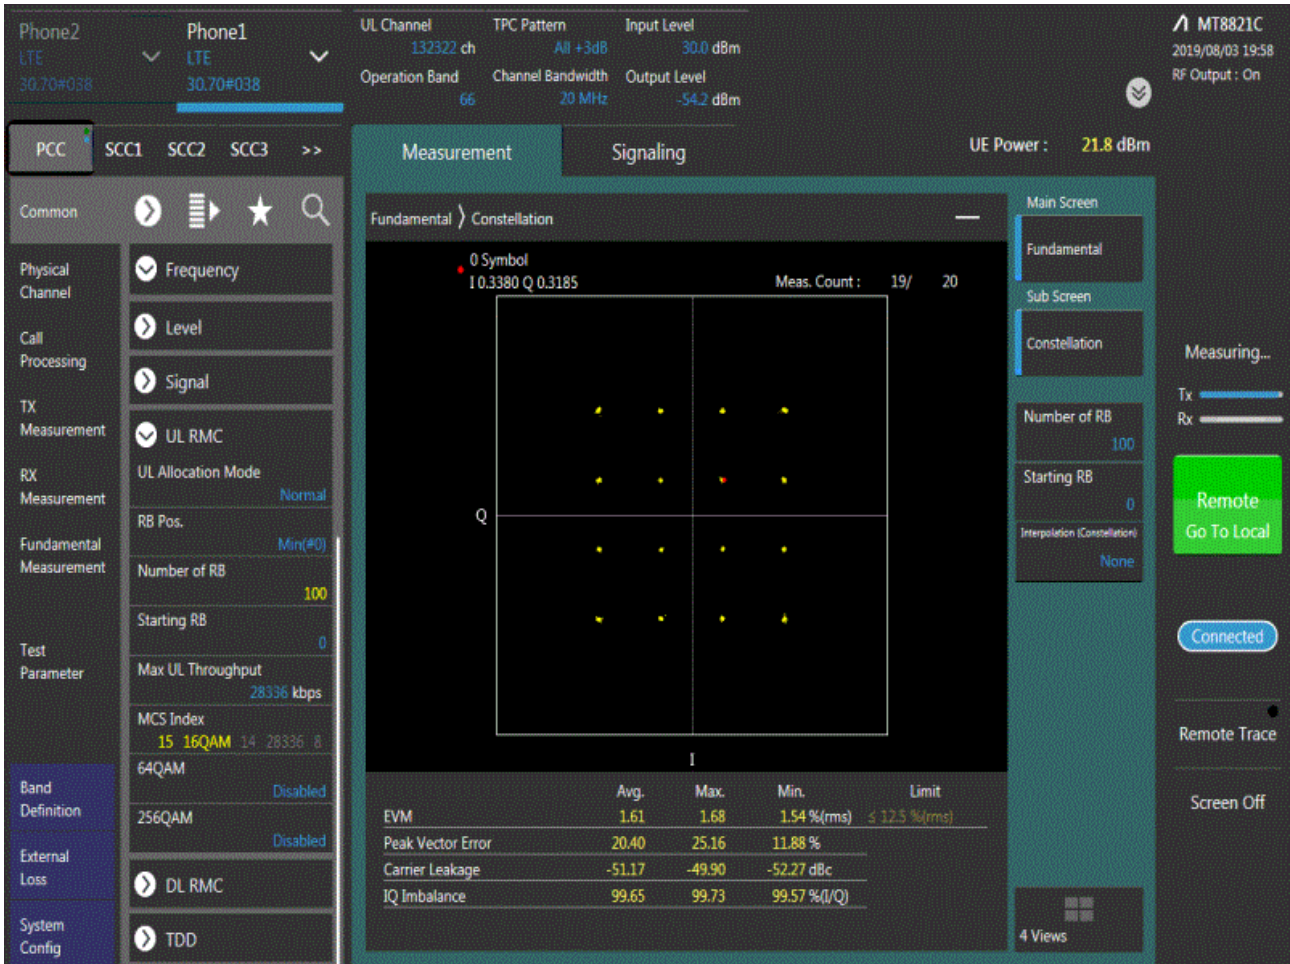 Phone2
LTE
30.70#038
Phone1
LTE
30.70#038
UL Channel
132322 ch
TPC Pattern
All +3dB
Input Level
30.0 dBm
Operation Band
66
Channel Bandwidth
20 MHz
Output Level
-54.2 dBm
MT8821C
2019/08/03 19:58
RF Output : On
PCC SCC1 SCC2 SCC3 >>
Measurement
Signaling
UE Power : 21.8 dBm
Common
Physical
Channel
Call
Processing
TX
Measurement
RX
Measurement
Fundamental
Measurement
Test
Parameter
Band
Definition
External
Loss
System
Config
Frequency
Level
Signal
UL RMC
UL Allocation Mode
Normal
RB Pos.
Min(#0)
Number of RB
100
Starting RB
0
Max UL Throughput
28336 kbps
MCS Index
15 16QAM 14 28336 8
64QAM
Disabled
256QAM
Disabled
DL RMC
TDD
Fundamental 〉 Constellation
0 Symbol
I 0.3380 Q 0.3185
Meas. Count : 19/ 20
Q
I
Avg. Max. Min. Limit
EVM 1.61 1.68 1.54 %(rms) ≤ 12.5 %(rms)
Peak Vector Error 20.40 25.16 11.88 %
Carrier Leakage -51.17 -49.90 -52.27 dBc
IQ Imbalance 99.65 99.73 99.57 %(I/Q)
Main Screen
Fundamental
Sub Screen
Constellation
Number of RB
100
Starting RB
0
Interpolation (Constellation)
None
4 Views
Measuring...
Tx
Rx
Remote
Go To Local
Connected
Remote Trace
Screen Off